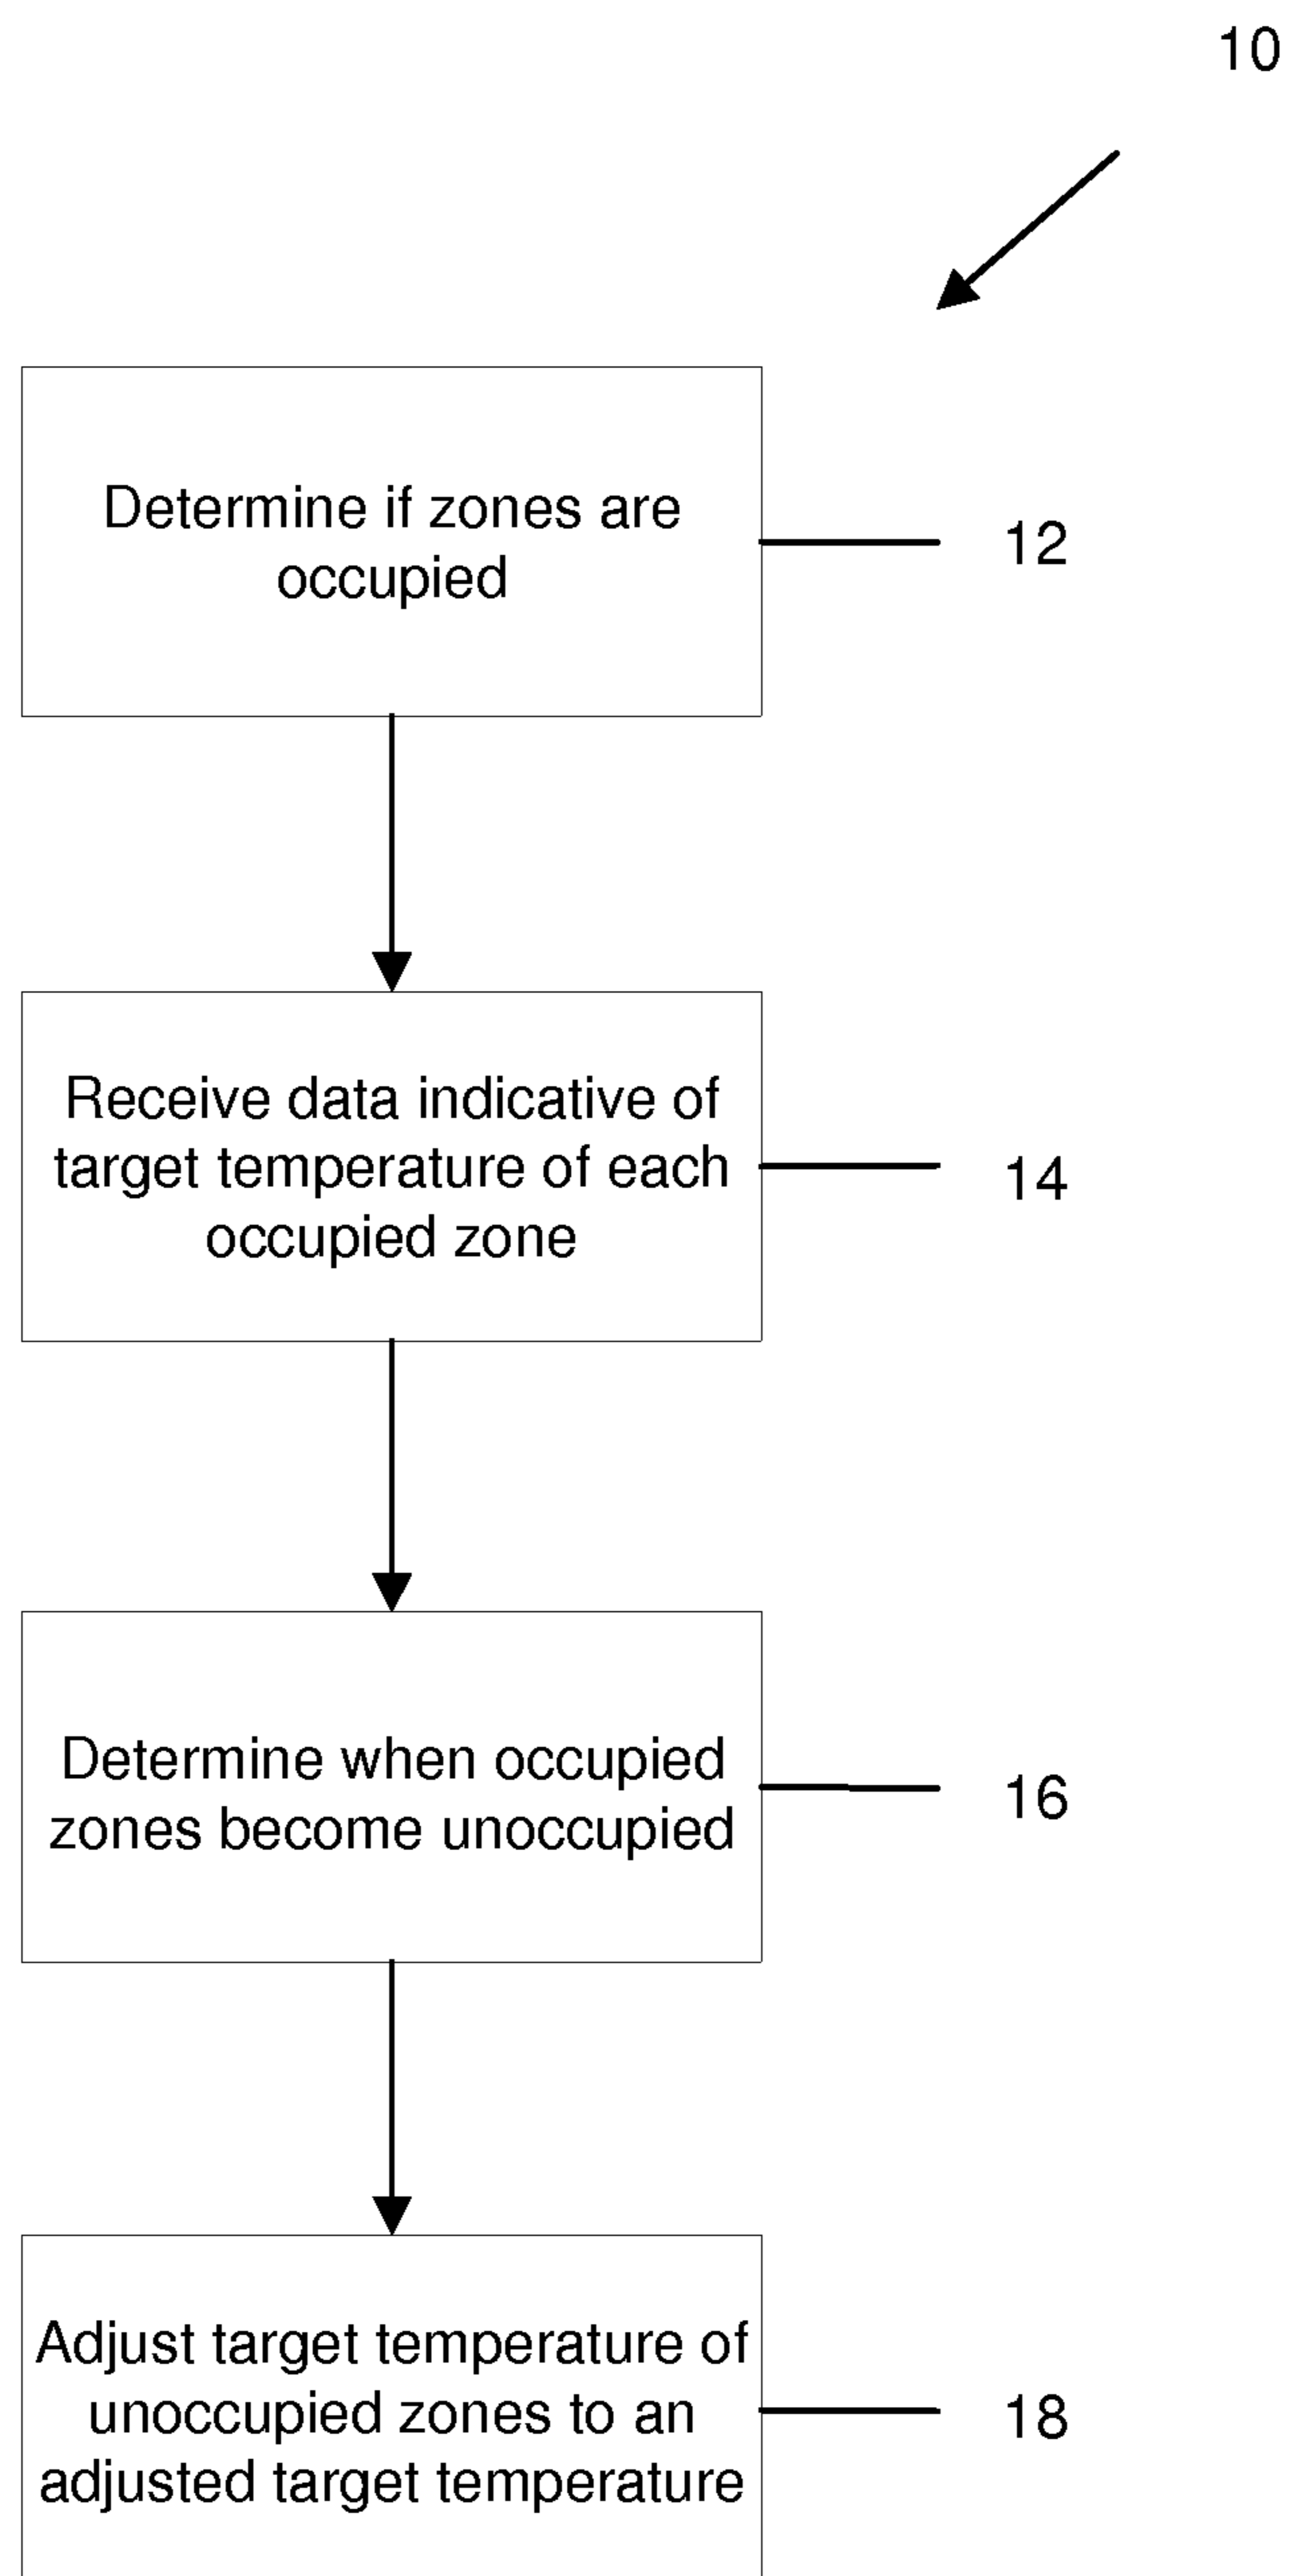 10
Determine if zones are
occupied
12
Receive data indicative of
target temperature of each
occupied zone
14
Determine when occupied
zones become unoccupied
16
Adjust target temperature of
unoccupied zones to an
adjusted target temperature
18